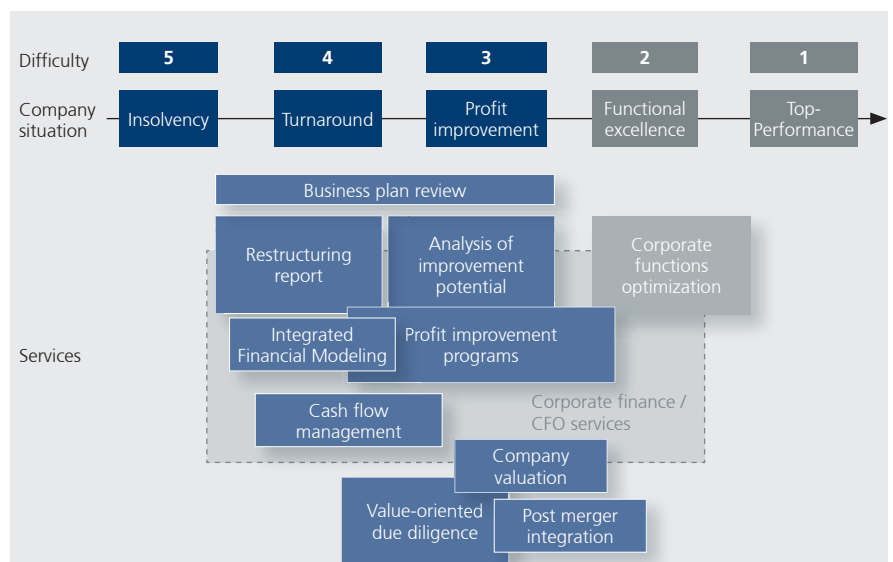 Difficulty
5
4
3
2
1
Company
situation
Insolvency
Turnaround
Profit
improvement
Functional
excellence
Top-
Performance
Services
Business plan review
Restructuring
report
Analysis of
improvement
potential
Corporate
functions
optimization
Integrated
Financial Modeling
Profit improvement
programs
Cash flow
management
Corporate finance /
CFO services
Company
valuation
Value-oriented
due diligence
Post merger
integration